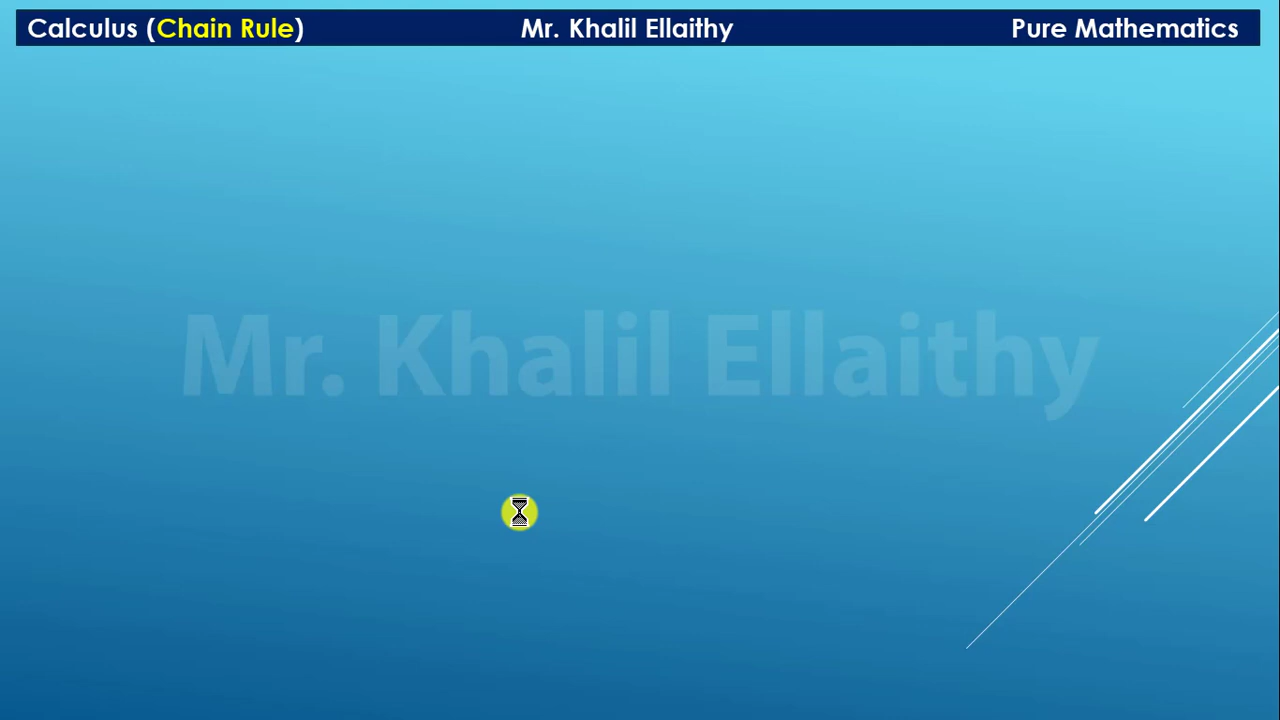 Calculus (Chain Rule) Mr. Khalil Ellaithy Pure Mathematics
Mr. Khalil Ellaithy